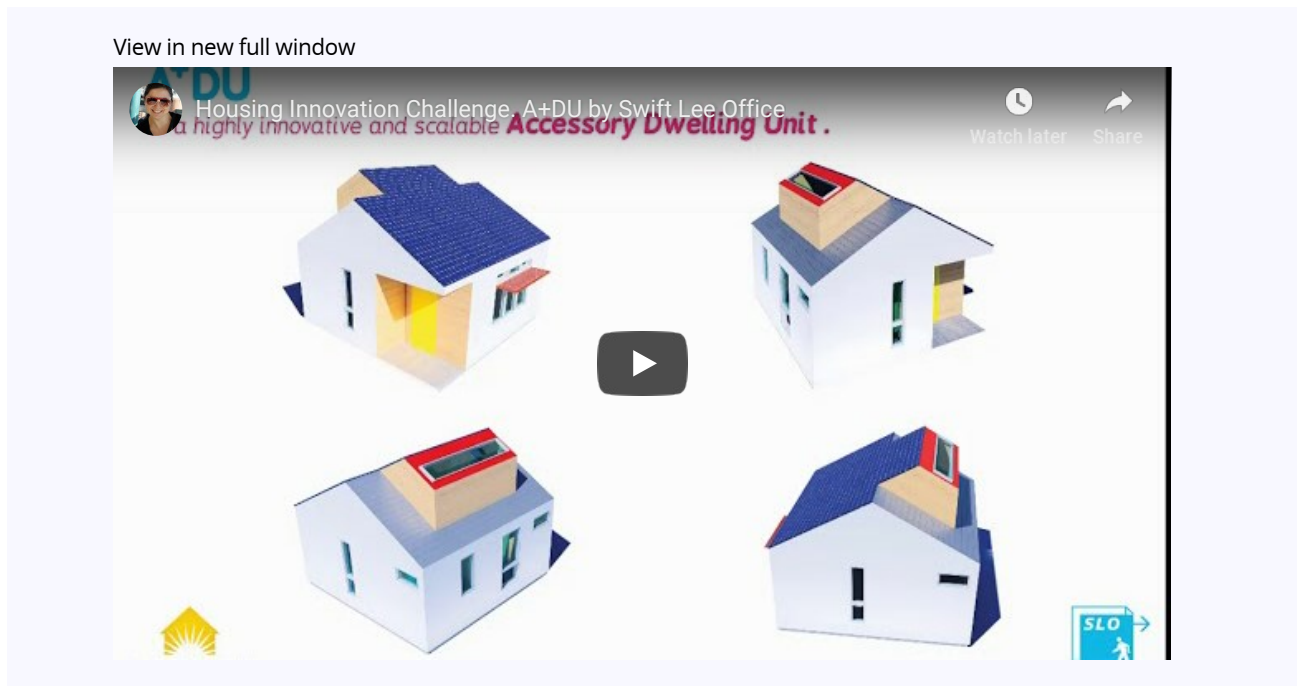 View in new full window
A+DU
Housing Innovation Challenge, A+DU by Swift Lee Office
a highly innovative and scalable Accessory Dwelling Unit .
Watch later
Share
SLO